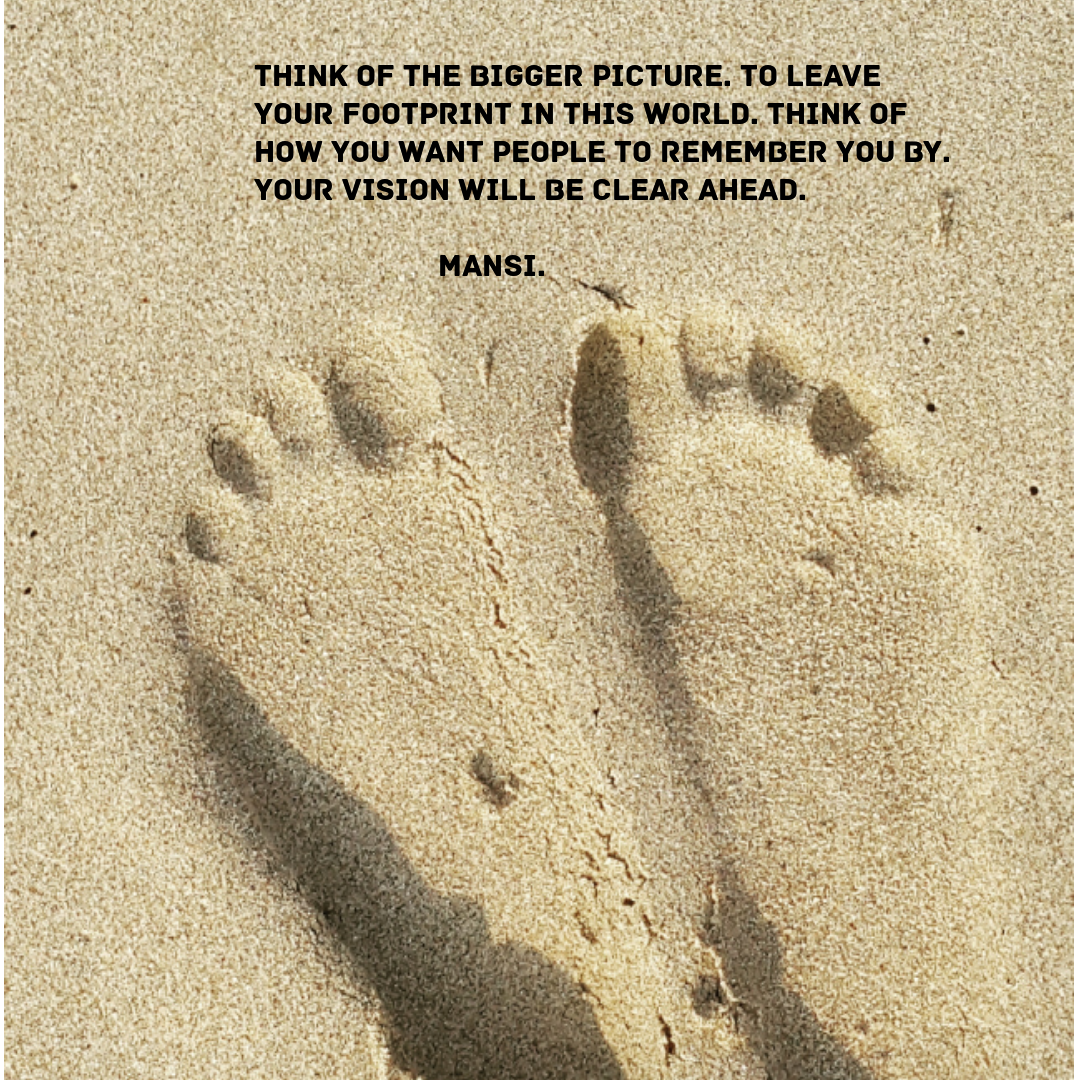 THINK OF THE BIGGER PICTURE. TO LEAVE
YOUR FOOTPRINT IN THIS WORLD. THINK OF
HOW YOU WANT PEOPLE TO REMEMBER YOU BY.
YOUR VISION WILL BE CLEAR AHEAD.
MANSI.